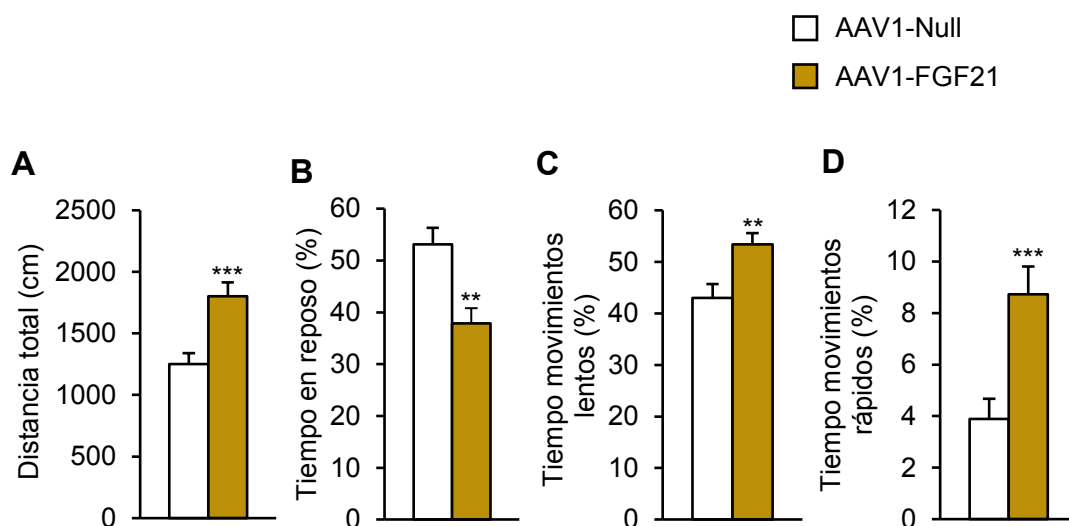 AAV1-Null
AAV1-FGF21
A
Distancia total (cm)
2500
2000
1500
1000
500
0
***
B
Tiempo en reposo (%)
60
50
40
30
20
10
0
**
C
Tiempo movimientos
lentos (%)
60
50
40
30
20
10
0
**
D
Tiempo movimientos
rápidos (%)
12
10
8
6
4
2
0
***